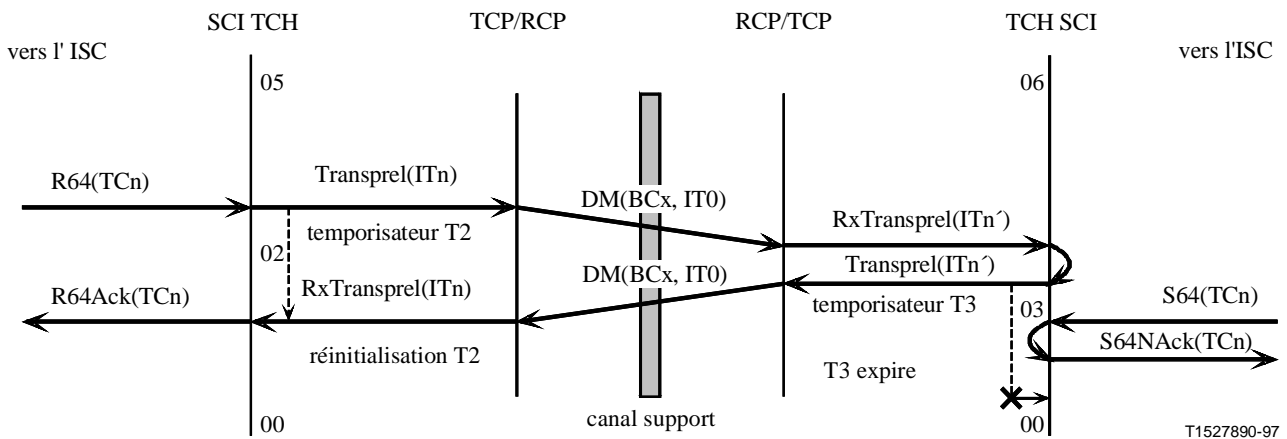 SCI TCH
TCP/RCP
RCP/TCP
TCH SCI
vers l' ISC
vers l'ISC
05
06
R64(TCn)
Transprel(ITn)
DM(BCx, IT0)
RxTransprel(ITn´)
temporisateur T2
02
Transprel(ITn´)
DM(BCx, IT0)
R64Ack(TCn)
RxTransprel(ITn)
temporisateur T3
03
S64(TCn)
S64NAck(TCn)
réinitialisation T2
T3 expire
canal support
00
00
T1527890-97